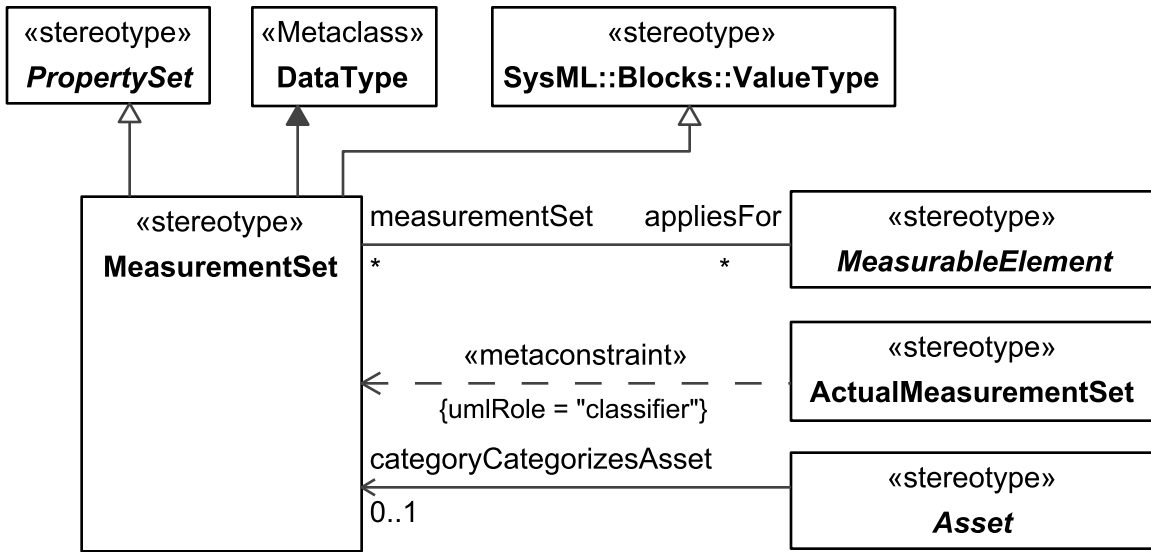 «stereotype»
PropertySet
«Metaclass»
DataType
«stereotype»
SysML::Blocks::ValueType
«stereotype»
MeasurementSet
measurementSet
appliesFor
*
*
«stereotype»
MeasurableElement
«metaconstraint»
{umlRole = "classifier"}
«stereotype»
ActualMeasurementSet
categoryCategorizesAsset
0..1
«stereotype»
Asset